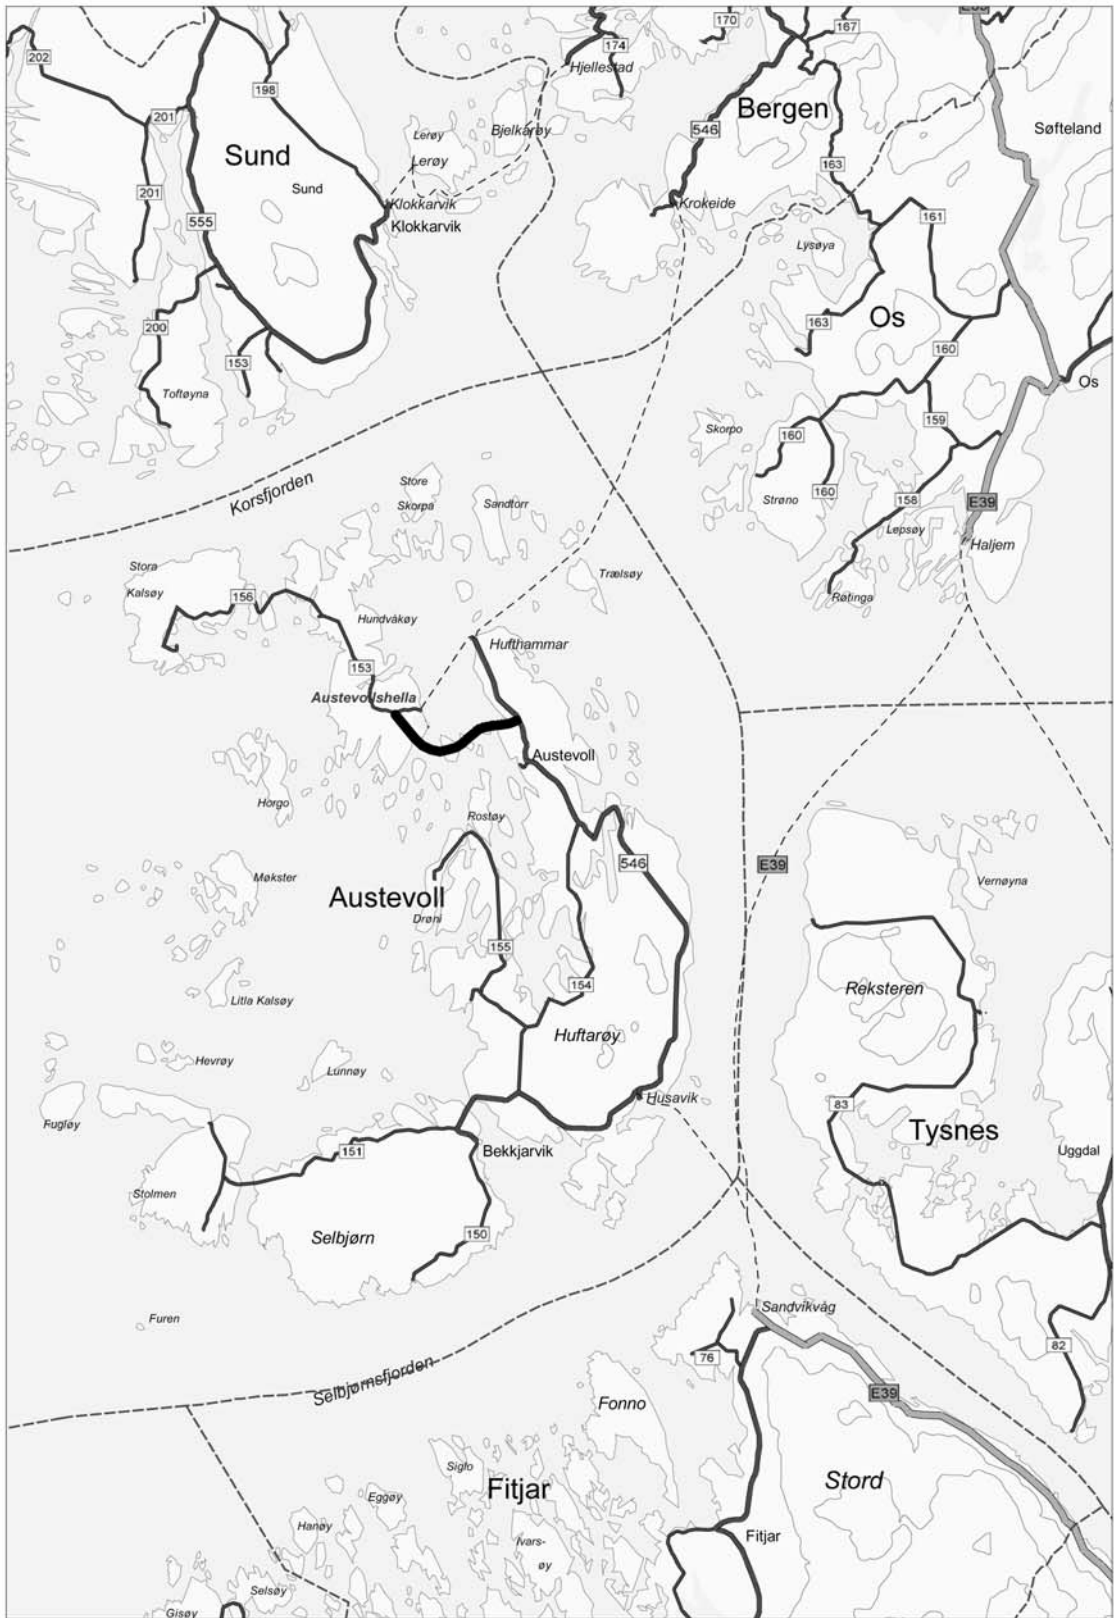 E39
170
167
202
174
Hjellestad
198
Bergen
201
Lerøy
Bjelkarøy
546
Søfteland
Sund
Lerøy
163
Sund
201
Klokkarvik
Krokeide
555
Klokkarvik
161
Lysøya
200
163
Os
153
160
Os
Toftøyna
Skorpo
159
160
Korsfjorden
Store
Skorpa
Sandtorr
Strøno
160
158
E39
Lepsøy
Haljem
Stora
Kalsøy
Trælsøy
156
Røtinga
Hundvåkøy
Hufthammar
153
Austevollshella
Austevoll
Horgo
Rostøy
546
E39
Møkster
Vernøyna
Austevoll
Drøni
155
154
Reksteren
Litla Kalsøy
Huftarøy
Hevrøy
Lunnøy
Husavik
Fugløy
83
Tysnes
151
Bekkjarvik
Uggdal
Stolmen
Selbjørn
150
Furen
Sandvikvåg
82
76
Selbjørnsfjorden
E39
Fonno
Siglo
Stord
Eggøy
Fitjar
Hanøy
Fitjar
Ivars-
øy
Selsøy
Gisøy